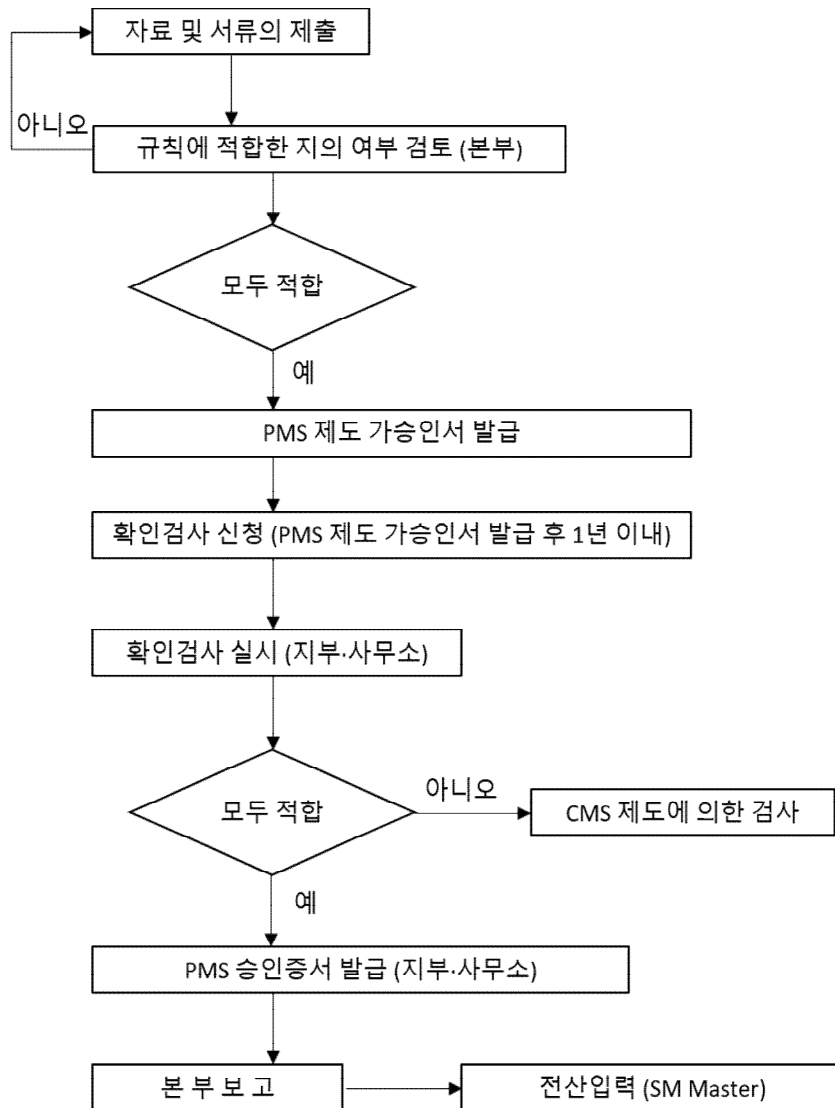 자료 및 서류의 제출
아니오
규칙에 적합한 지의 여부 검토 (본부)
모두 적합
예
PMS 제도 가승인서 발급
확인검사 신청 (PMS 제도 가승인서 발급 후 1년 이내)
확인검사 실시 (지부·사무소)
모두 적합
아니오
CMS 제도에 의한 검사
예
PMS 승인증서 발급 (지부·사무소)
본 부 보 고
전산입력 (SM Master)